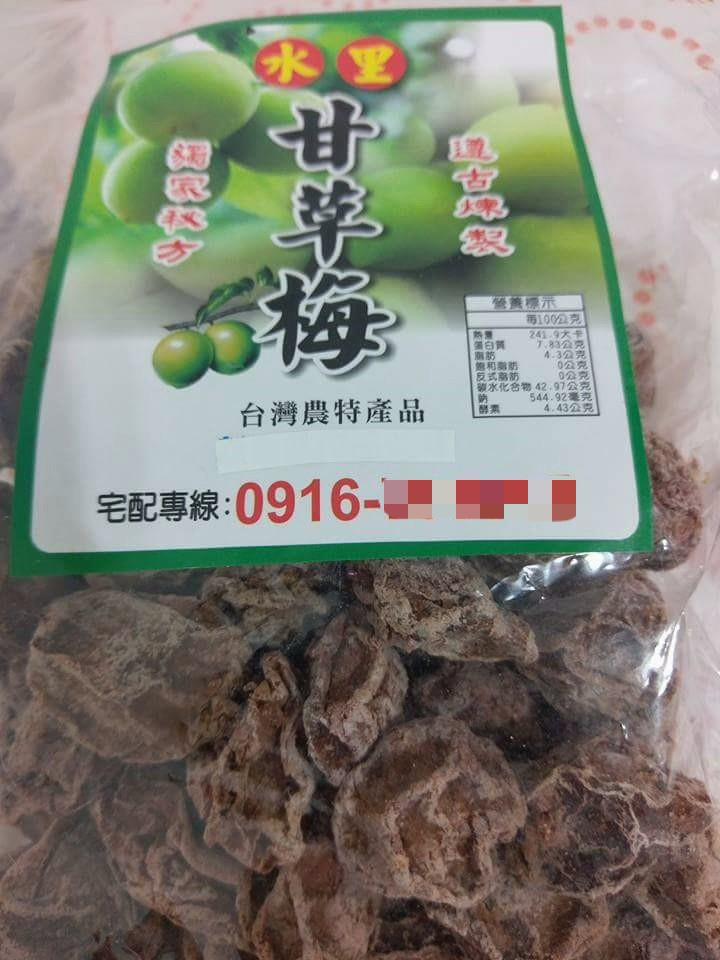 水里
獨家秘方
甘草梅
遵古煉製
營養標示
每100公克
熱量 241.9大卡
蛋白質 7.83公克
脂肪 4.3公克
飽和脂肪 0公克
反式脂肪 0公克
碳水化合物 42.97公克
鈉 544.92毫克
酵素 4.43公克
台灣農特產品
宅配專線:0916-